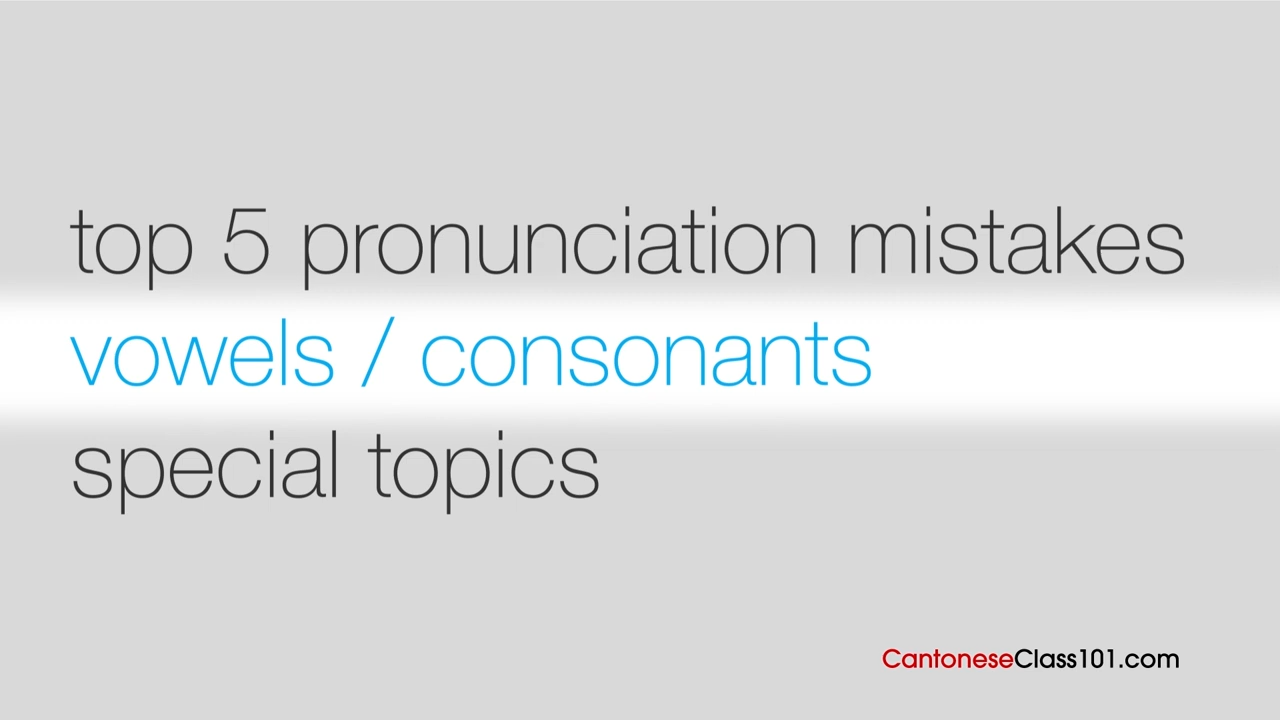 top 5 pronunciation mistakes
vowels / consonants
special topics
CantoneseClass101.com